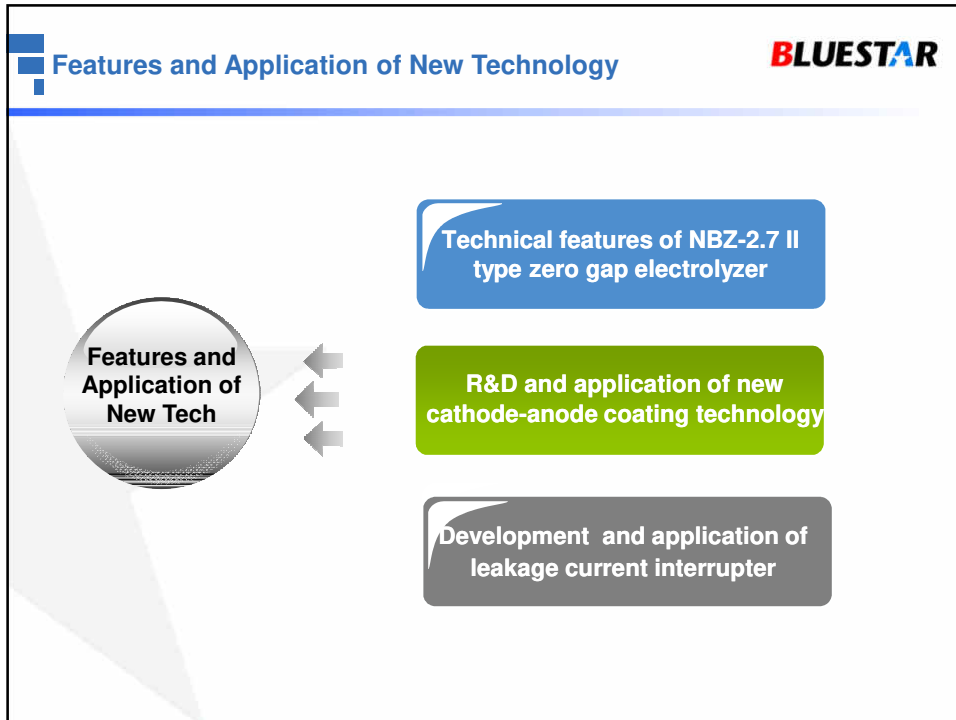 Features and Application of New Technology
BLUESTAR
Technical features of NBZ-2.7 II
type zero gap electrolyzer
Features and
Application of
New Tech
R&D and application of new
cathode-anode coating technology
Development and application of
leakage current interrupter